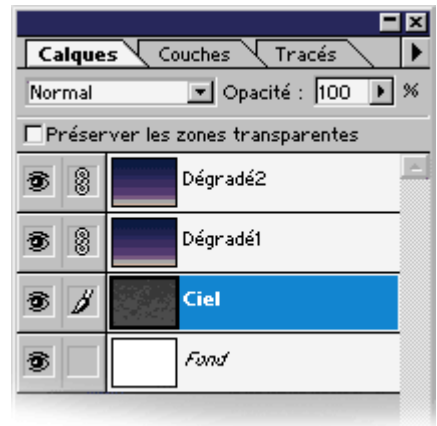 Calques Couches Tracés
Normal Opacité : 100 %
Préserver les zones transparentes
Dégradé2
Dégradé1
Ciel
Fond